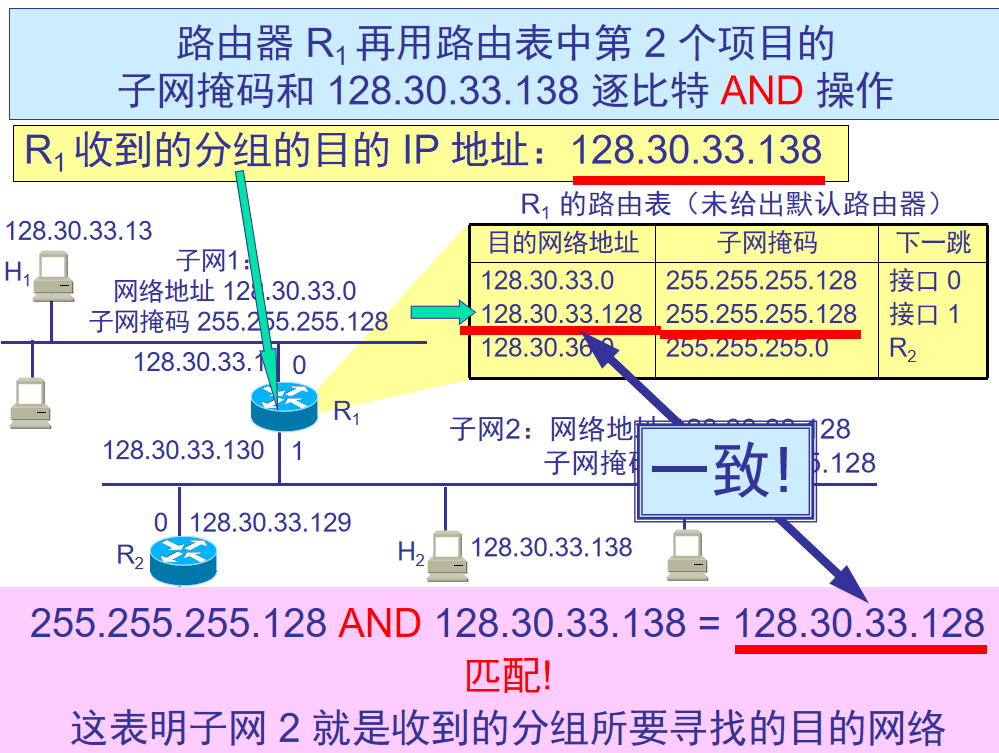 路由器 R1 再用路由表中第 2 个项目的
子网掩码和 128.30.33.138 逐比特 AND 操作
R1 收到的分组的目的 IP 地址：128.30.33.138
R1 的路由表（未给出默认路由器）
目的网络地址 子网掩码 下一跳
128.30.33.0 255.255.255.128 接口 0
128.30.33.128 255.255.255.128 接口 1
128.30.36.0 255.255.255.0 R2
128.30.33.13
H1
子网1：
网络地址 128.30.33.0
子网掩码 255.255.255.128
128.30.33.1 0
R1
128.30.33.130 1
子网2：网络地址
128
子网掩
.128
一致!
0 128.30.33.129
R2
H2 128.30.33.138
255.255.255.128 AND 128.30.33.138 = 128.30.33.128
匹配!
这表明子网 2 就是收到的分组所要寻找的目的网络